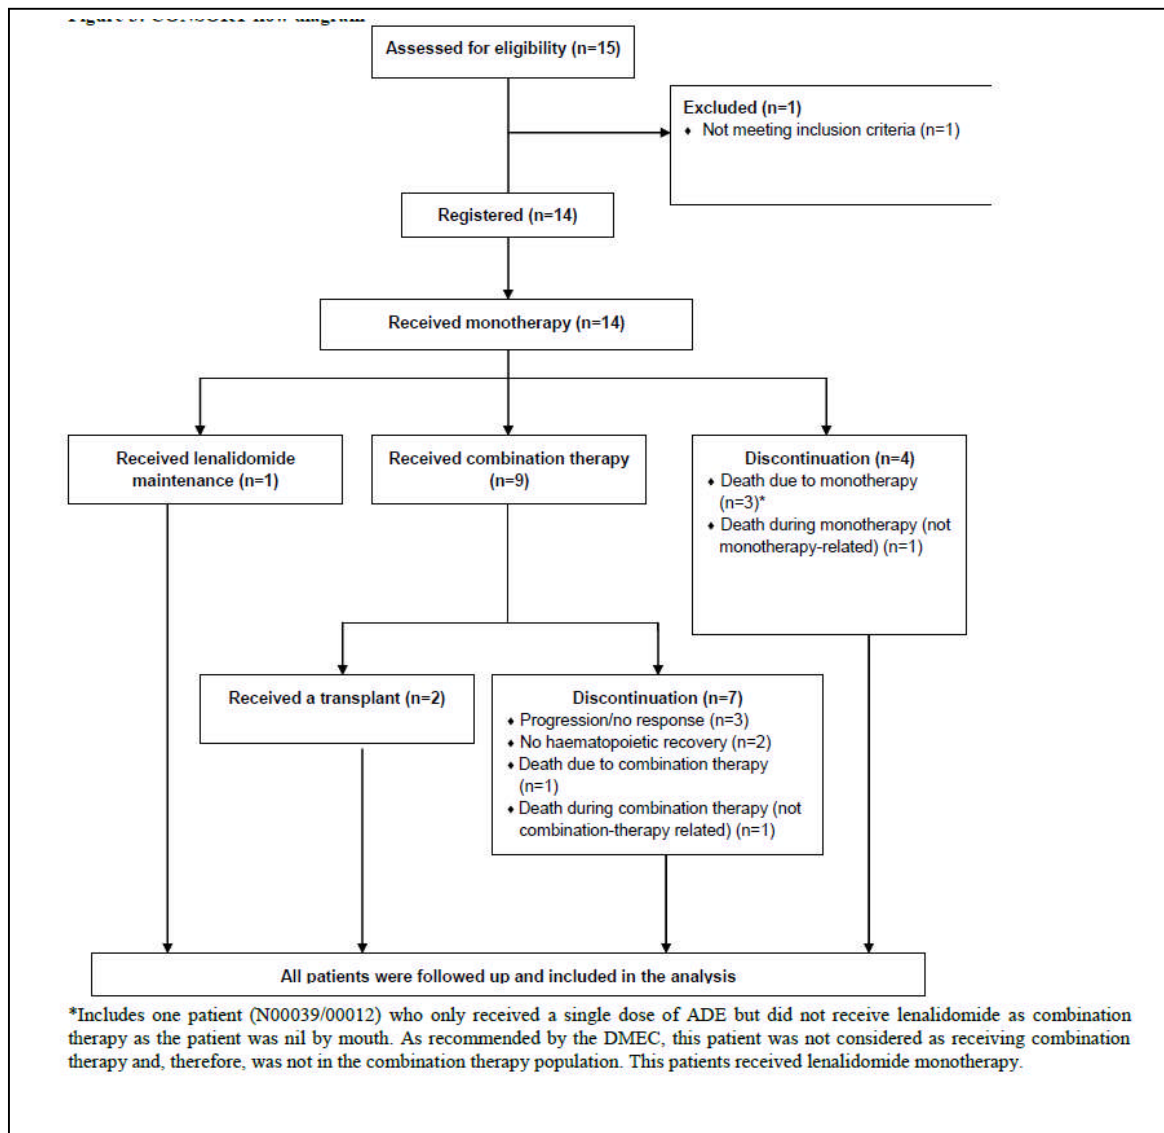 Assessed for eligibility (n=15)
Excluded (n=1)
♦ Not meeting inclusion criteria (n=1)
Registered (n=14)
Received monotherapy (n=14)
Received lenalidomide
maintenance (n=1)
Received combination therapy
(n=9)
Discontinuation (n=4)
♦ Death due to monotherapy
(n=3)*
♦ Death during monotherapy (not
monotherapy-related) (n=1)
Received a transplant (n=2)
Discontinuation (n=7)
♦ Progression/no response (n=3)
♦ No haematopoietic recovery (n=2)
♦ Death due to combination therapy
(n=1)
♦ Death during combination therapy (not
combination-therapy related) (n=1)
All patients were followed up and included in the analysis
*Includes one patient (N00039/00012) who only received a single dose of ADE but did not receive lenalidomide as combination
therapy as the patient was nil by mouth. As recommended by the DMEC, this patient was not considered as receiving combination
therapy and, therefore, was not in the combination therapy population. This patients received lenalidomide monotherapy.